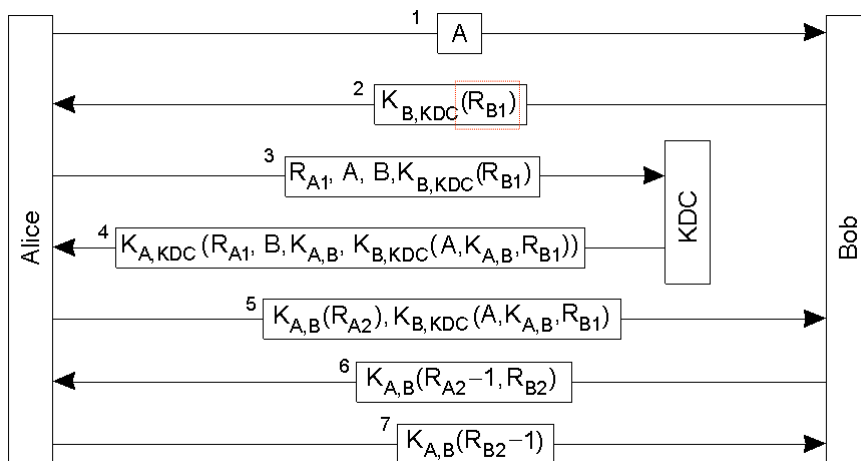 1
A
2
K_{B,KDC}(R_{B1})
3
R_{A1}, A, B,K_{B,KDC}(R_{B1})
4
K_{A,KDC}(R_{A1}, B,K_{A,B}, K_{B,KDC}(A,K_{A,B},R_{B1}))
5
K_{A,B}(R_{A2}),K_{B,KDC}(A,K_{A,B},R_{B1})
6
K_{A,B}(R_{A2}−1,R_{B2})
7
K_{A,B}(R_{B2}−1)
Alice
KDC
Bob